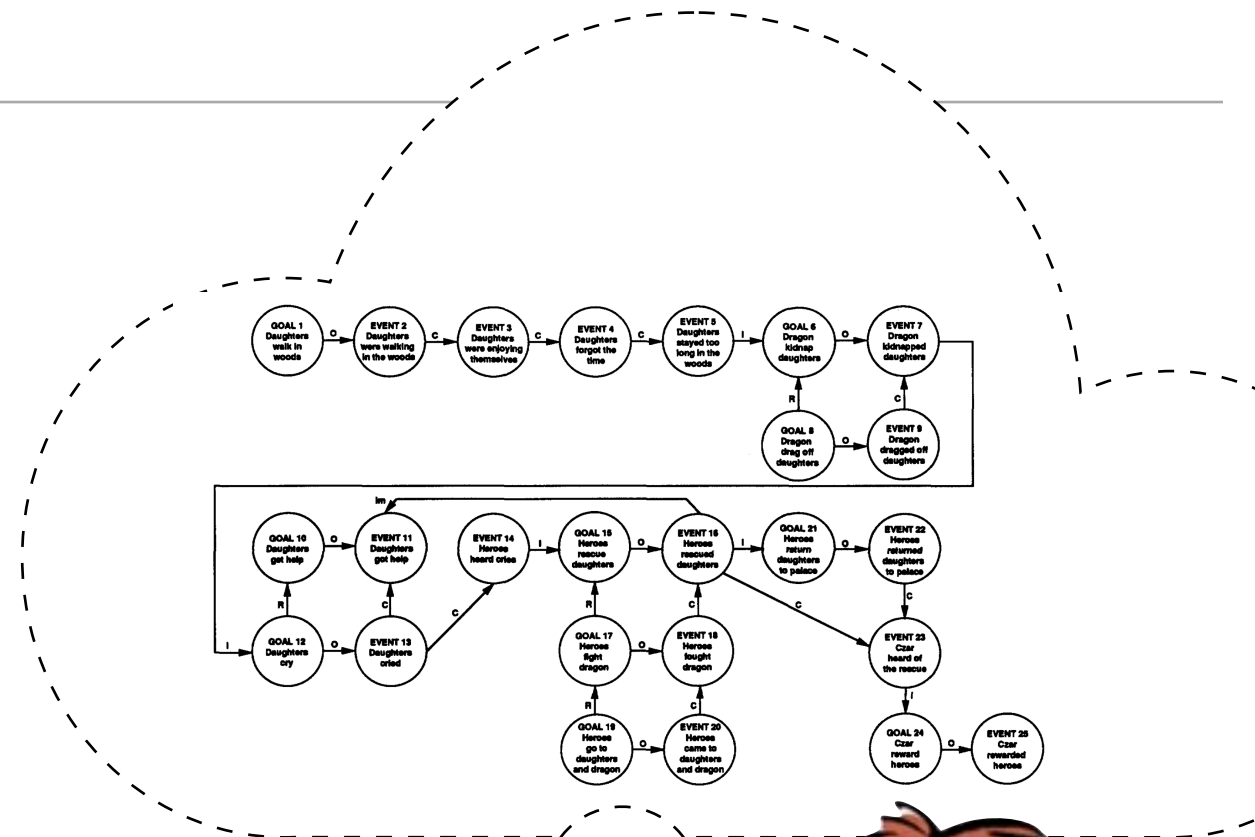 GOAL 1
Daughters
walk in
woods
O
EVENT 2
Daughters
were walking
in the woods
C
EVENT 3
Daughters
were enjoying
themselves
C
EVENT 4
Daughters
forgot the
time
C
EVENT 5
Daughters
stayed too
long in the
woods
I
GOAL 6
Dragon
kidnap
daughters
O
EVENT 7
Dragon
kidnapped
daughters
R
C
GOAL 8
Dragon
drag off
daughters
O
EVENT 9
Dragon
dragged off
daughters
Im
GOAL 10
Daughters
get help
O
EVENT 11
Daughters
got help
EVENT 14
Heroes
heard cries
I
GOAL 15
Heroes
rescue
daughters
O
EVENT 16
Heroes
rescued
daughters
I
GOAL 21
Heroes
return
daughters
to palace
O
EVENT 22
Heroes
returned
daughters
to palace
R
C
C
R
C
C
C
I
GOAL 12
Daughters
cry
O
EVENT 13
Daughters
cried
GOAL 17
Heroes
fight
dragon
O
EVENT 18
Heroes
fought
dragon
EVENT 23
Czar
heard of
the rescue
R
C
I
GOAL 19
Heroes
go to
daughters
and dragon
O
EVENT 20
Heroes
came to
daughters
and dragon
GOAL 24
Czar
reward
heroes
O
EVENT 25
Czar
rewarded
heroes